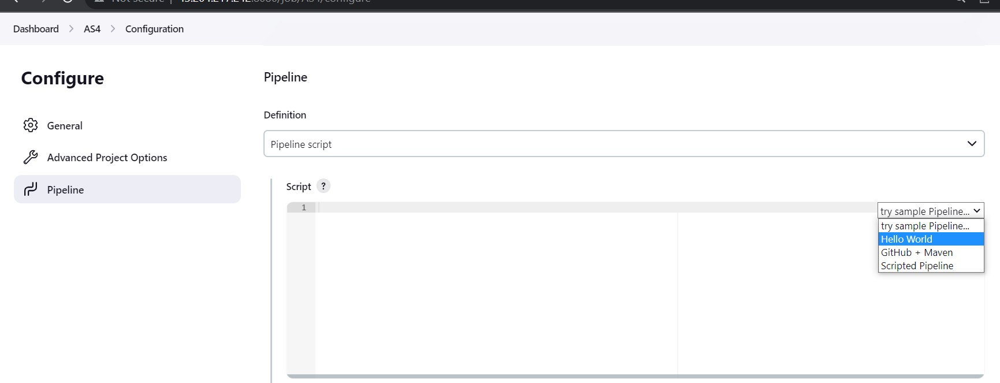 Dashboard > AS4 > Configuration
Configure
General
Advanced Project Options
Pipeline
Pipeline
Definition
Pipeline script
Script ?
1
try sample Pipeline...
try sample Pipeline...
Hello World
GitHub + Maven
Scripted Pipeline